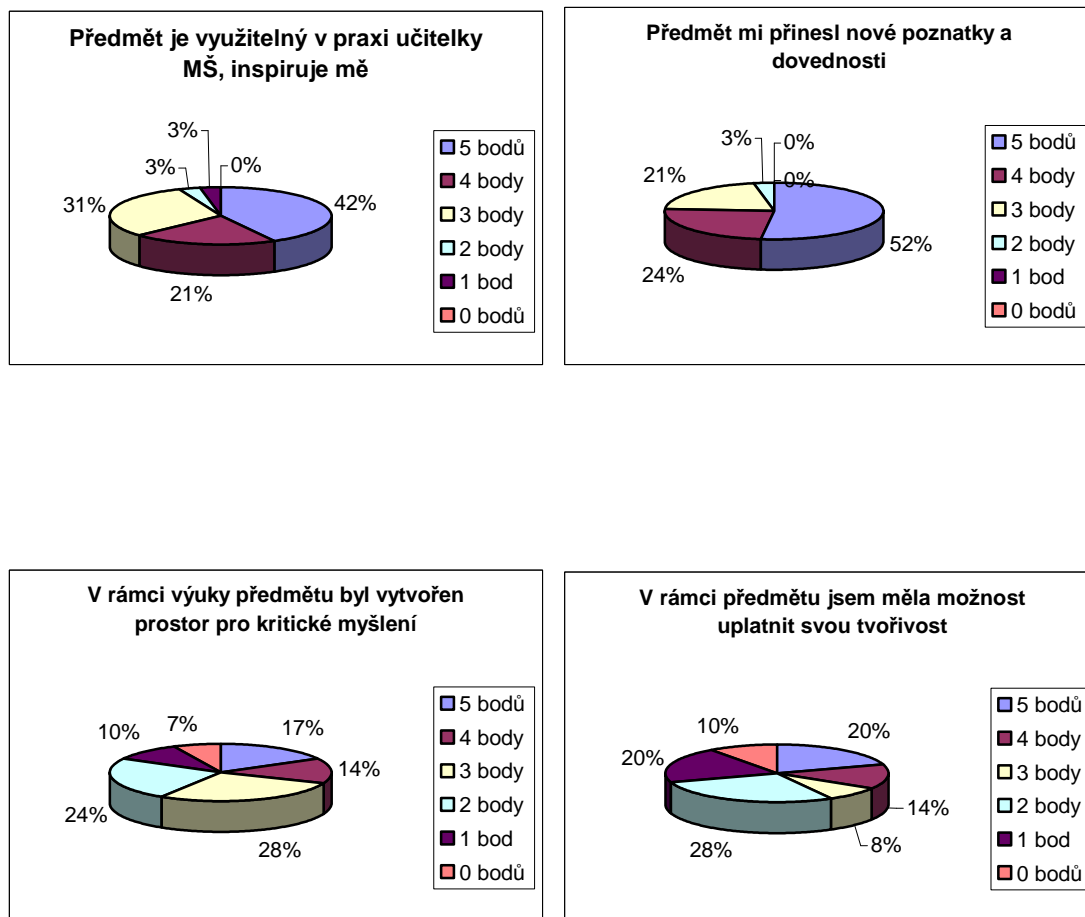 Předmět je využitelný v praxi učitelky
MŠ, inspiruje mě
3%
3%
0%
31%
42%
21%
5 bodů
4 body
3 body
2 body
1 bod
0 bodů
Předmět mi přinesl nové poznatky a
dovednosti
3%
0%
21%
0%
52%
24%
5 bodů
4 body
3 body
2 body
1 bod
0 bodů
V rámci výuky předmětu byl vytvořen
prostor pro kritické myšlení
10%
7%
17%
14%
24%
28%
5 bodů
4 body
3 body
2 body
1 bod
0 bodů
V rámci předmětu jsem měla možnost
uplatnit svou tvořivost
10%
20%
20%
14%
8%
28%
5 bodů
4 body
3 body
2 body
1 bod
0 bodů